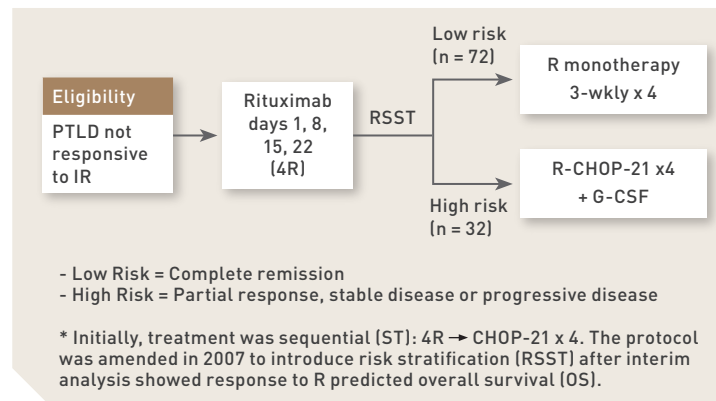 Eligibility
PTLD not
responsive
to IR
Rituximab
days 1, 8,
15, 22
(4R)
RSST
Low risk
(n = 72)
R monotherapy
3-wkly x 4
R-CHOP-21 x4
+ G-CSF
High risk
(n = 32)
- Low Risk = Complete remission
- High Risk = Partial response, stable disease or progressive disease
* Initially, treatment was sequential (ST): 4R → CHOP-21 x 4. The protocol
was amended in 2007 to introduce risk stratification (RSST) after interim
analysis showed response to R predicted overall survival (OS).